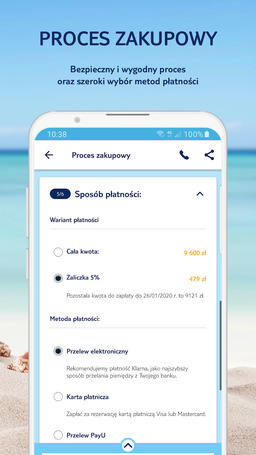 PROCES ZAKUPOWY
Bezpieczny i wygodny proces
oraz szeroki wybór metod płatności
10:38
100%
Proces zakupowy
5/6
Sposób płatności:
Wariant płatności
Cała kwota:
9 600 zł
Zaliczka 5%
479 zł
Pozostała kwota do zapłaty do 26/01/2020 r. to 9121 zł
Metoda płatności:
Przelew elektroniczny
Rekomendujemy płatność Klarna, jako najszybszy
sposób przelania pieniędzy z Twojego banku.
Karta płatnicza
Zapłać za rezerwację kartą płatniczą Visa lub Mastercard.
Przelew PayU